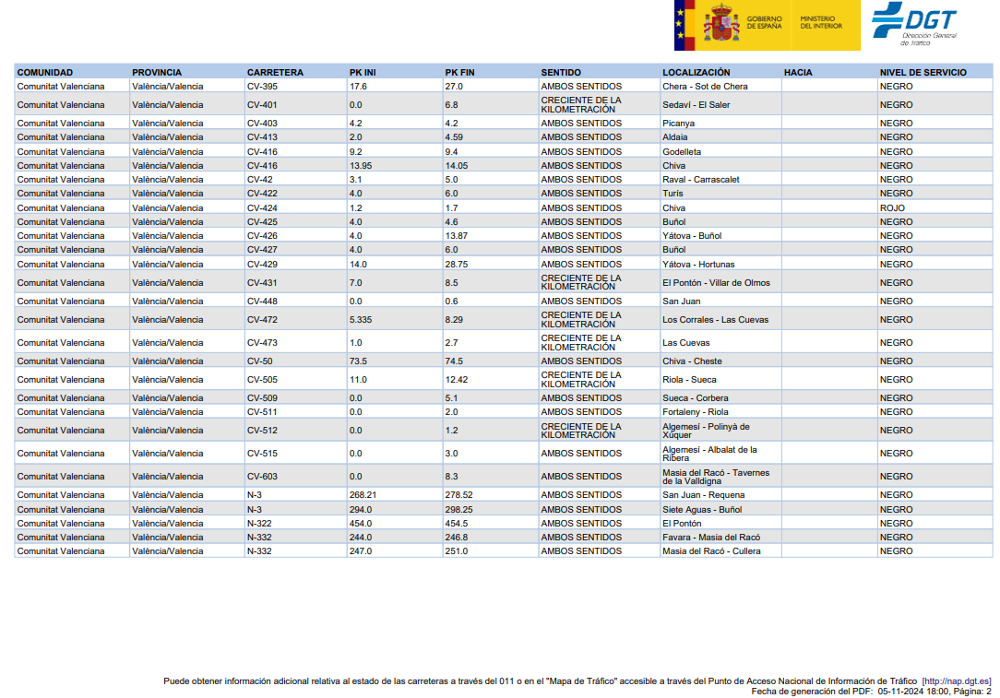 GOBIERNO DE ESPAÑA
MINISTERIO DEL INTERIOR
DGT
Dirección General de Tráfico
COMUNIDAD PROVINCIA CARRETERA PK INI PK FIN SENTIDO LOCALIZACIÓN HACIA NIVEL DE SERVICIO
Comunitat Valenciana València/Valencia CV-395 17.6 27.0 AMBOS SENTIDOS Chera - Sot de Chera NEGRO
Comunitat Valenciana València/Valencia CV-401 0.0 6.8 CRECIENTE DE LA KILOMETRACIÓN Sedaví - El Saler NEGRO
Comunitat Valenciana València/Valencia CV-403 4.2 4.2 AMBOS SENTIDOS Picanya NEGRO
Comunitat Valenciana València/Valencia CV-413 2.0 4.59 AMBOS SENTIDOS Aldaia NEGRO
Comunitat Valenciana València/Valencia CV-416 9.2 9.4 AMBOS SENTIDOS Godelleta NEGRO
Comunitat Valenciana València/Valencia CV-416 13.95 14.05 AMBOS SENTIDOS Chiva NEGRO
Comunitat Valenciana València/Valencia CV-42 3.1 5.0 AMBOS SENTIDOS Raval - Carrascalet NEGRO
Comunitat Valenciana València/Valencia CV-422 4.0 6.0 AMBOS SENTIDOS Turís NEGRO
Comunitat Valenciana València/Valencia CV-424 1.2 1.7 AMBOS SENTIDOS Chiva ROJO
Comunitat Valenciana València/Valencia CV-425 4.0 4.6 AMBOS SENTIDOS Buñol NEGRO
Comunitat Valenciana València/Valencia CV-426 4.0 13.87 AMBOS SENTIDOS Yátova - Buñol NEGRO
Comunitat Valenciana València/Valencia CV-427 4.0 6.0 AMBOS SENTIDOS Buñol NEGRO
Comunitat Valenciana València/Valencia CV-429 14.0 28.75 AMBOS SENTIDOS Yátova - Hortunas NEGRO
Comunitat Valenciana València/Valencia CV-431 7.0 8.5 CRECIENTE DE LA KILOMETRACIÓN El Pontón - Villar de Olmos NEGRO
Comunitat Valenciana València/Valencia CV-448 0.0 0.6 AMBOS SENTIDOS San Juan NEGRO
Comunitat Valenciana València/Valencia CV-472 5.335 8.29 CRECIENTE DE LA KILOMETRACIÓN Los Corrales - Las Cuevas NEGRO
Comunitat Valenciana València/Valencia CV-473 1.0 2.7 CRECIENTE DE LA KILOMETRACIÓN Las Cuevas NEGRO
Comunitat Valenciana València/Valencia CV-50 73.5 74.5 AMBOS SENTIDOS Chiva - Cheste NEGRO
Comunitat Valenciana València/Valencia CV-505 11.0 12.42 CRECIENTE DE LA KILOMETRACIÓN Riola - Sueca NEGRO
Comunitat Valenciana València/Valencia CV-509 0.0 5.1 AMBOS SENTIDOS Sueca - Corbera NEGRO
Comunitat Valenciana València/Valencia CV-511 0.0 2.0 AMBOS SENTIDOS Fortaleny - Riola NEGRO
Comunitat Valenciana València/Valencia CV-512 0.0 1.2 CRECIENTE DE LA KILOMETRACIÓN Algemesí - Polinyà de Xúquer NEGRO
Comunitat Valenciana València/Valencia CV-515 0.0 3.0 AMBOS SENTIDOS Algemesí - Albalat de la Ribera NEGRO
Comunitat Valenciana València/Valencia CV-603 0.0 8.3 AMBOS SENTIDOS Masia del Racó - Tavernes de la Valldigna NEGRO
Comunitat Valenciana València/Valencia N-3 268.21 278.52 AMBOS SENTIDOS San Juan - Requena NEGRO
Comunitat Valenciana València/Valencia N-3 294.0 298.25 AMBOS SENTIDOS Siete Aguas - Buñol NEGRO
Comunitat Valenciana València/Valencia N-322 454.0 454.5 AMBOS SENTIDOS El Pontón NEGRO
Comunitat Valenciana València/Valencia N-332 244.0 246.8 AMBOS SENTIDOS Favara - Masia del Racó NEGRO
Comunitat Valenciana València/Valencia N-332 247.0 251.0 AMBOS SENTIDOS Masia del Racó - Cullera NEGRO
Puede obtener información adicional relativa al estado de las carreteras a través del 011 o en el "Mapa de Tráfico" accesible a través del Punto de Acceso Nacional de Información de Tráfico [http://nap.dgt.es]
Fecha de generación del PDF: 05-11-2024 18:00, Página: 2